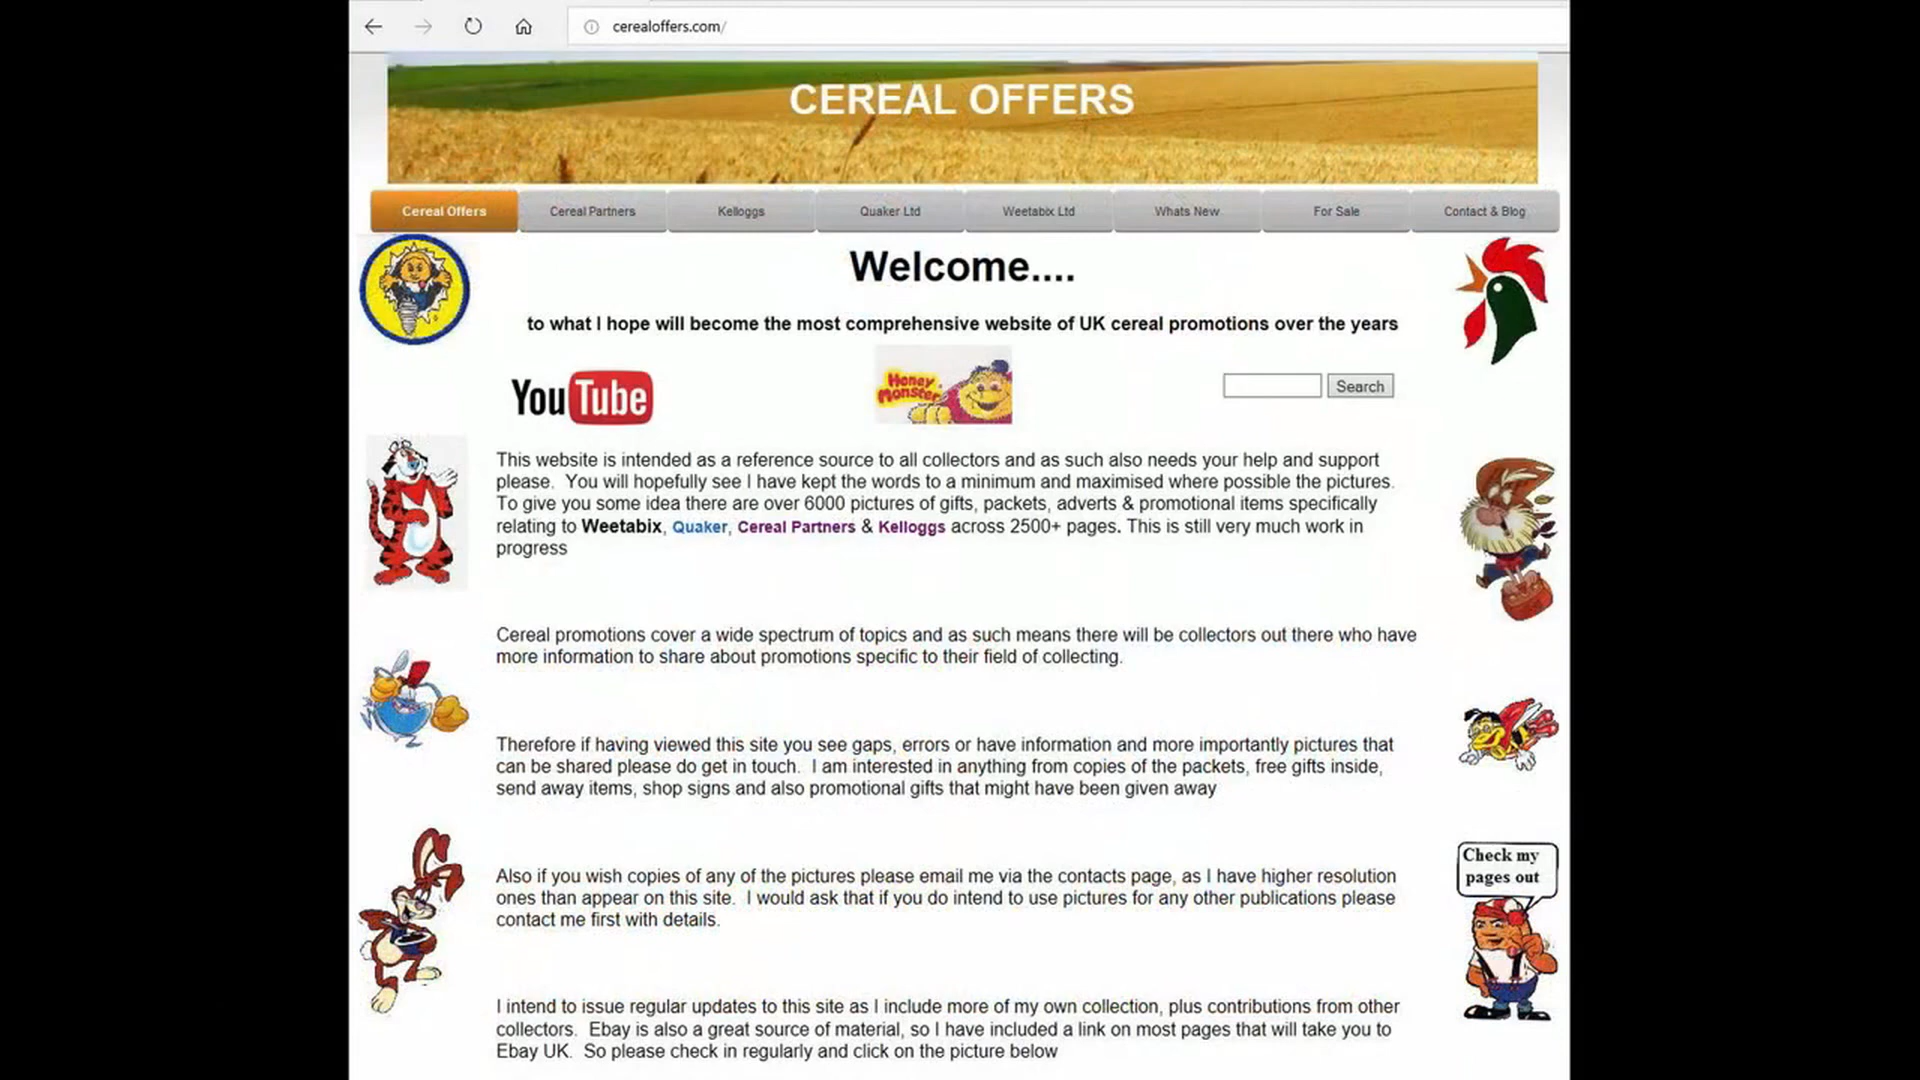 cerealoffers.com/
CEREAL OFFERS
Cereal Offers
Cereal Partners
Kelloggs
Quaker Ltd
Weetabix Ltd
Whats New
For Sale
Contact & Blog
Welcome....
to what I hope will become the most comprehensive website of UK cereal promotions over the years
YouTube
Honey
Monster
Search
This website is intended as a reference source to all collectors and as such also needs your help and support
please.  You will hopefully see I have kept the words to a minimum and maximised where possible the pictures.
To give you some idea there are over 6000 pictures of gifts, packets, adverts & promotional items specifically
relating to Weetabix, Quaker, Cereal Partners & Kelloggs across 2500+ pages. This is still very much work in
progress
Cereal promotions cover a wide spectrum of topics and as such means there will be collectors out there who have
more information to share about promotions specific to their field of collecting.
Therefore if having viewed this site you see gaps, errors or have information and more importantly pictures that
can be shared please do get in touch.  I am interested in anything from copies of the packets, free gifts inside,
send away items, shop signs and also promotional gifts that might have been given away
Check my
pages out
Also if you wish copies of any of the pictures please email me via the contacts page, as I have higher resolution
ones than appear on this site.  I would ask that if you do intend to use pictures for any other publications please
contact me first with details.
I intend to issue regular updates to this site as I include more of my own collection, plus contributions from other
collectors.  Ebay is also a great source of material, so I have included a link on most pages that will take you to
Ebay UK.  So please check in regularly and click on the picture below